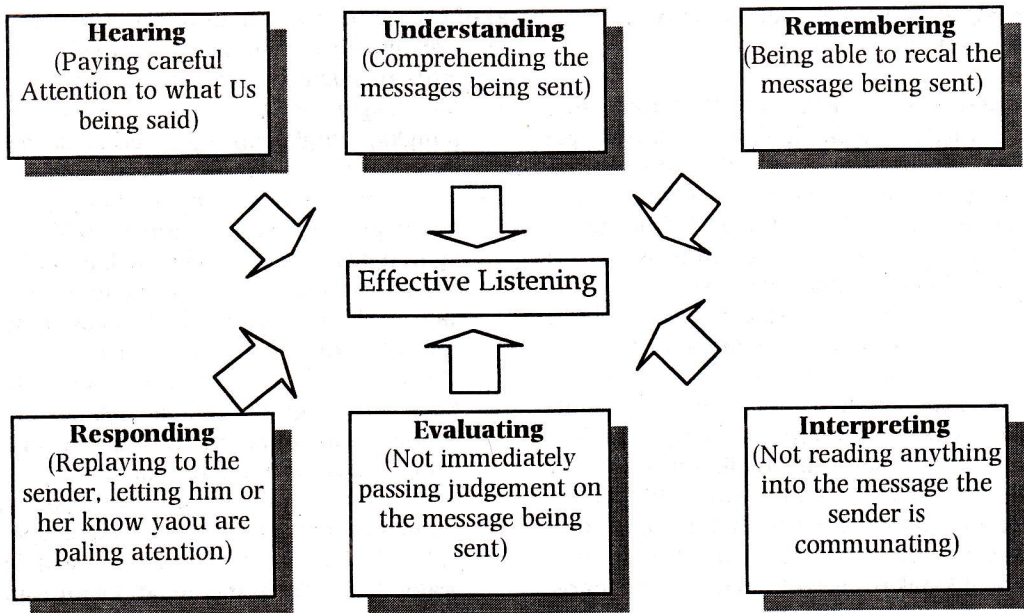 Hearing
(Paying careful
Attention to what Us
being said)
Understanding
(Comprehending the
messages being sent)
Remembering
(Being able to recal the
message being sent)
Effective Listening
Responding
(Replaying to the
sender, letting him or
her know yaou are
paling atention)
Evaluating
(Not immediately
passing judgement on
the message being
sent)
Interpreting
(Not reading anything
into the message the
sender is
communating)